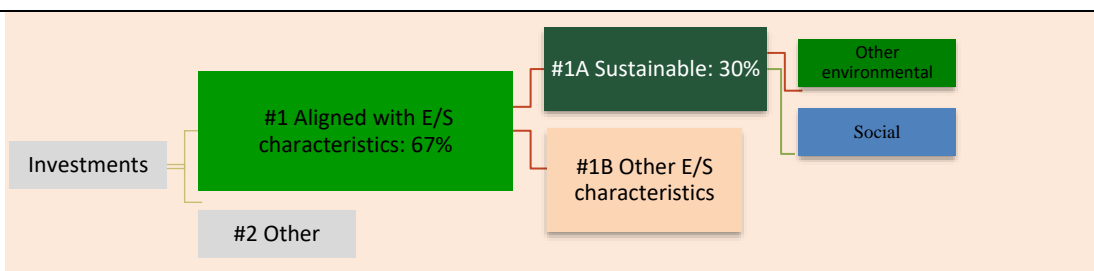 Investments
#1 Aligned with E/S
characteristics: 67%
#2 Other
#1A Sustainable: 30%
#1B Other E/S
characteristics
Other
environmental
Social